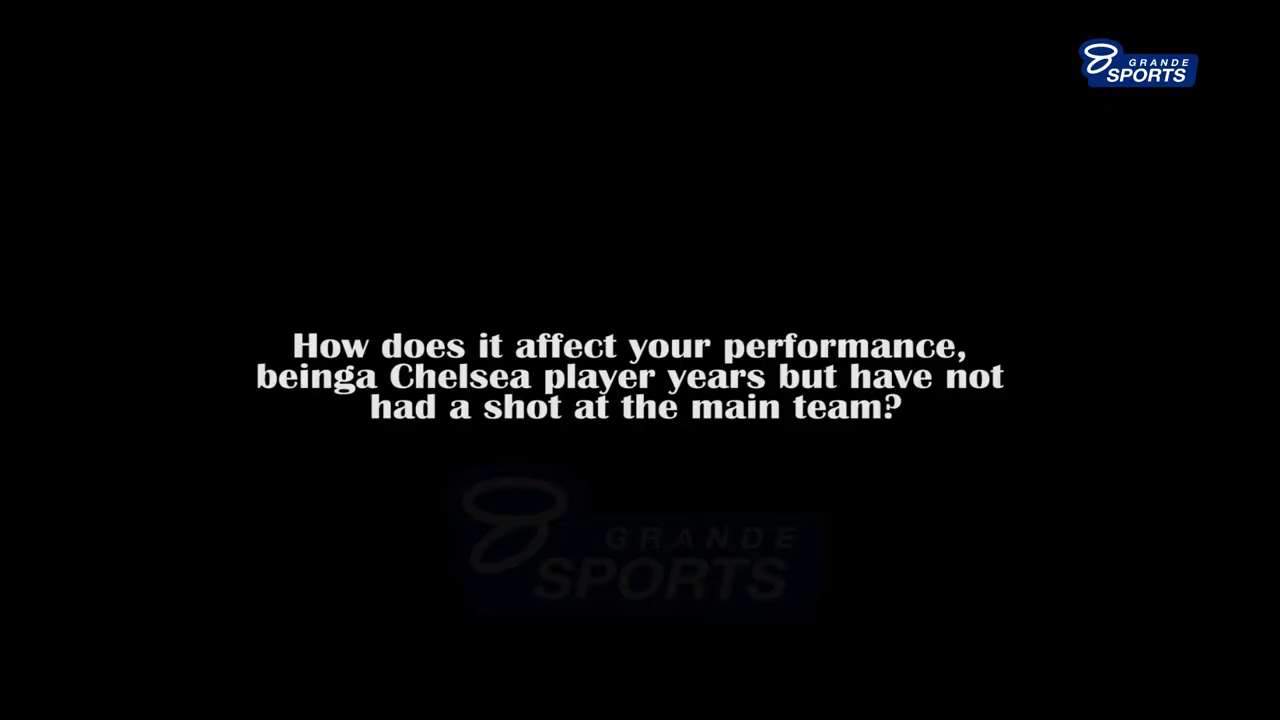 GRANDE
SPORTS
How does it affect your performance,
beinga Chelsea player years but have not
had a shot at the main team?
GRANDE
SPORTS